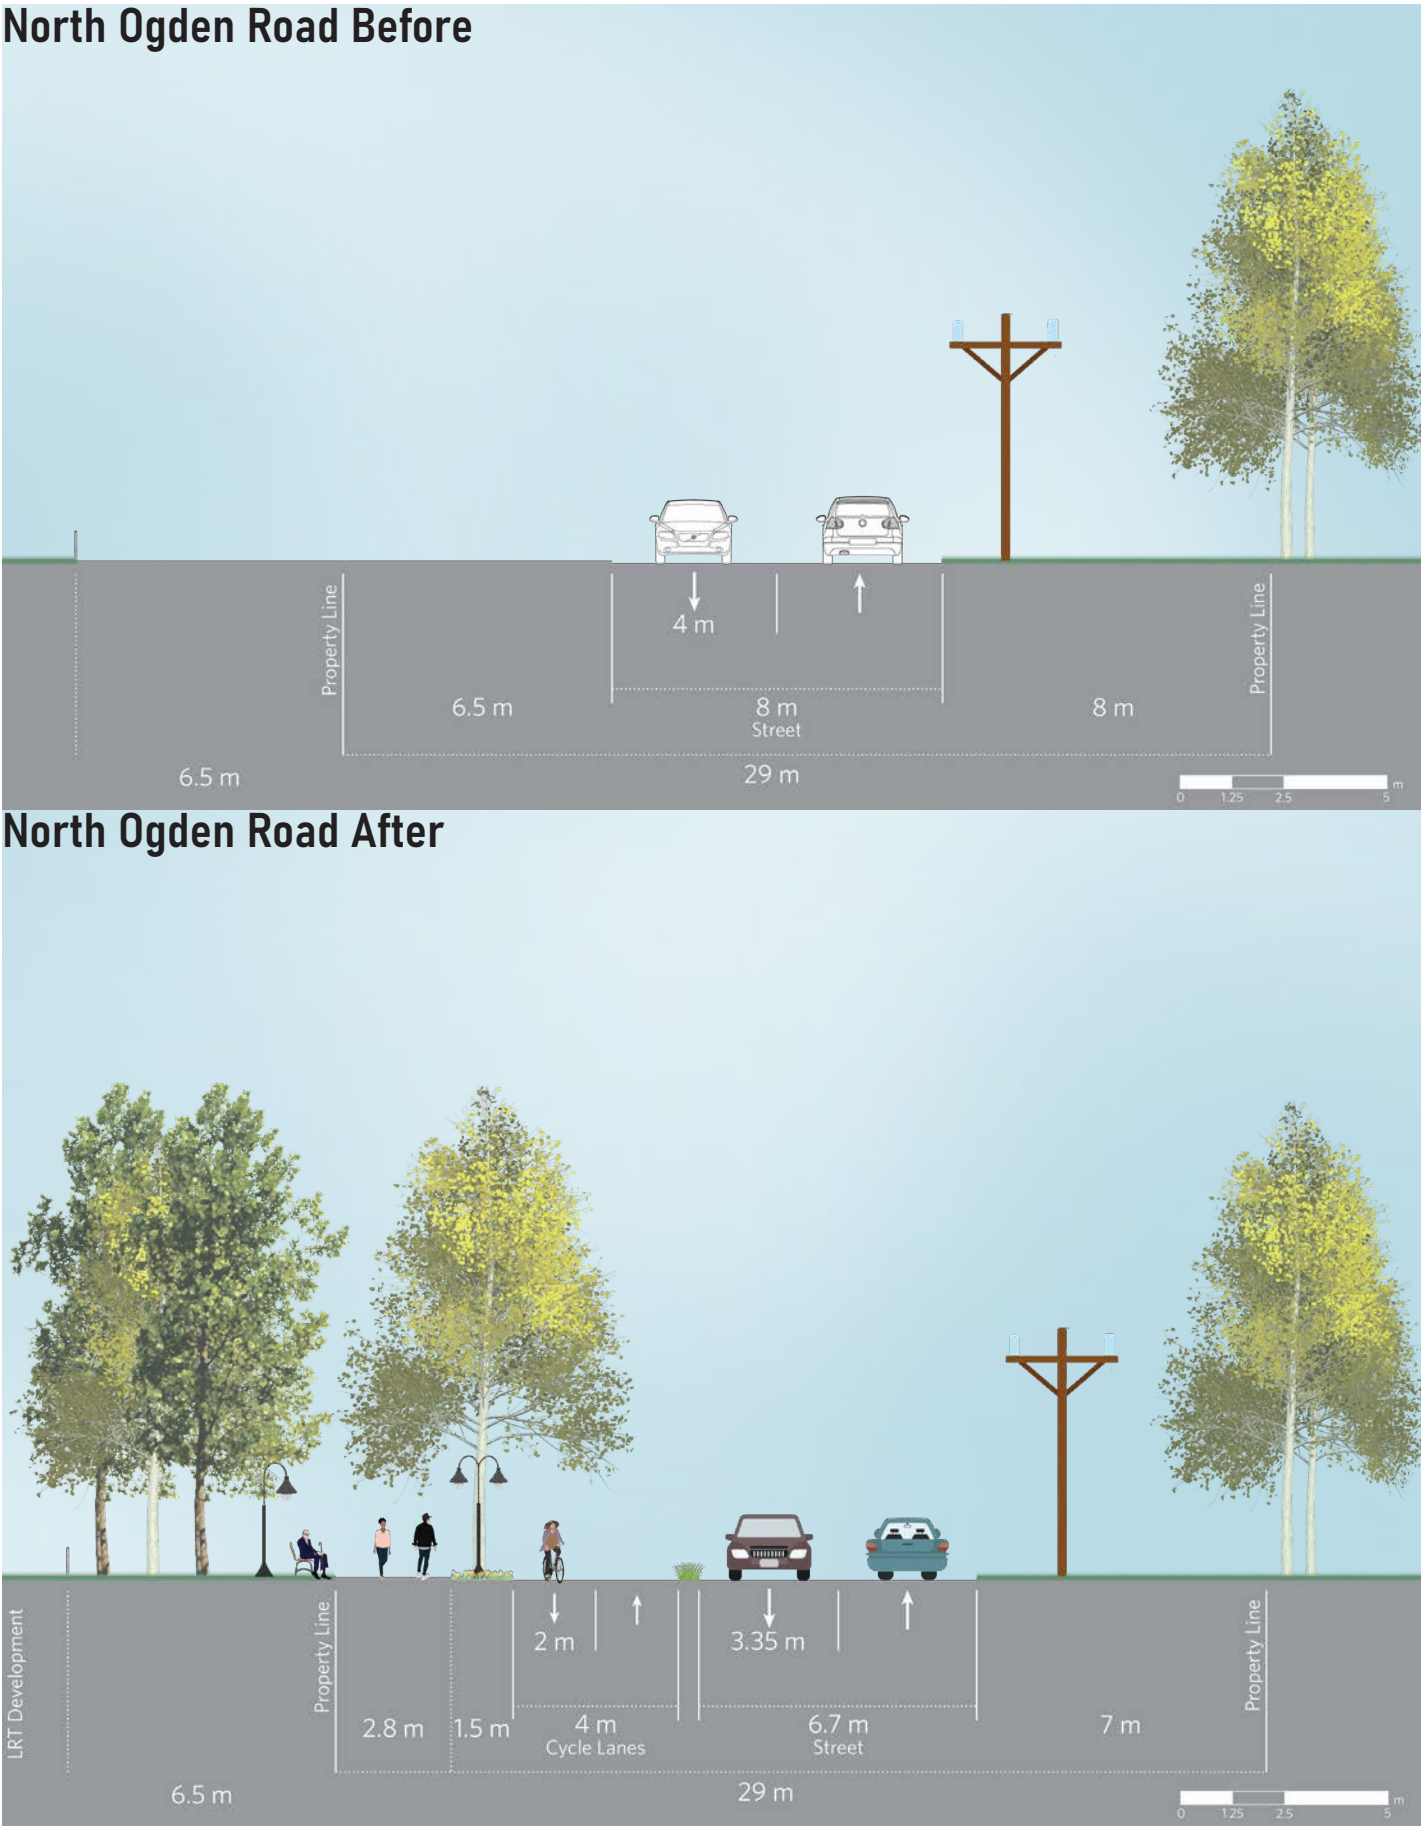 North Ogden Road Before
Property Line
Property Line
4 m
6.5 m
8 m
Street
8 m
6.5 m
29 m
0
1.25
2.5
5
m
North Ogden Road After
LRT Development
Property Line
Property Line
2 m
3.35 m
2.8 m
1.5 m
4 m
Cycle Lanes
6.7 m
Street
7 m
6.5 m
29 m
0
1.25
2.5
5
m